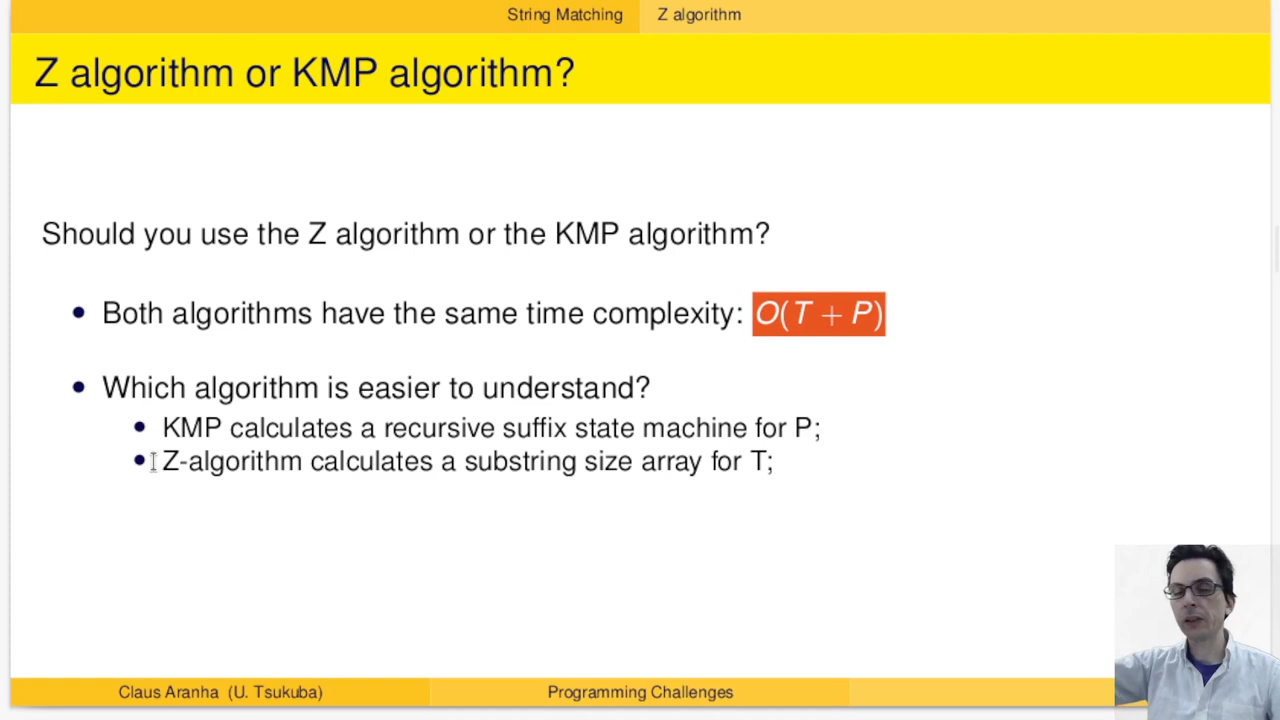 String Matching Z algorithm
Z algorithm or KMP algorithm?
Should you use the Z algorithm or the KMP algorithm?
• Both algorithms have the same time complexity: O(T + P)
• Which algorithm is easier to understand?
• KMP calculates a recursive suffix state machine for P;
• Z-algorithm calculates a substring size array for T;
Claus Aranha (U. Tsukuba) Programming Challenges